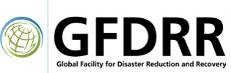 GFDRR
Global Facility for Disaster Reduction and Recovery